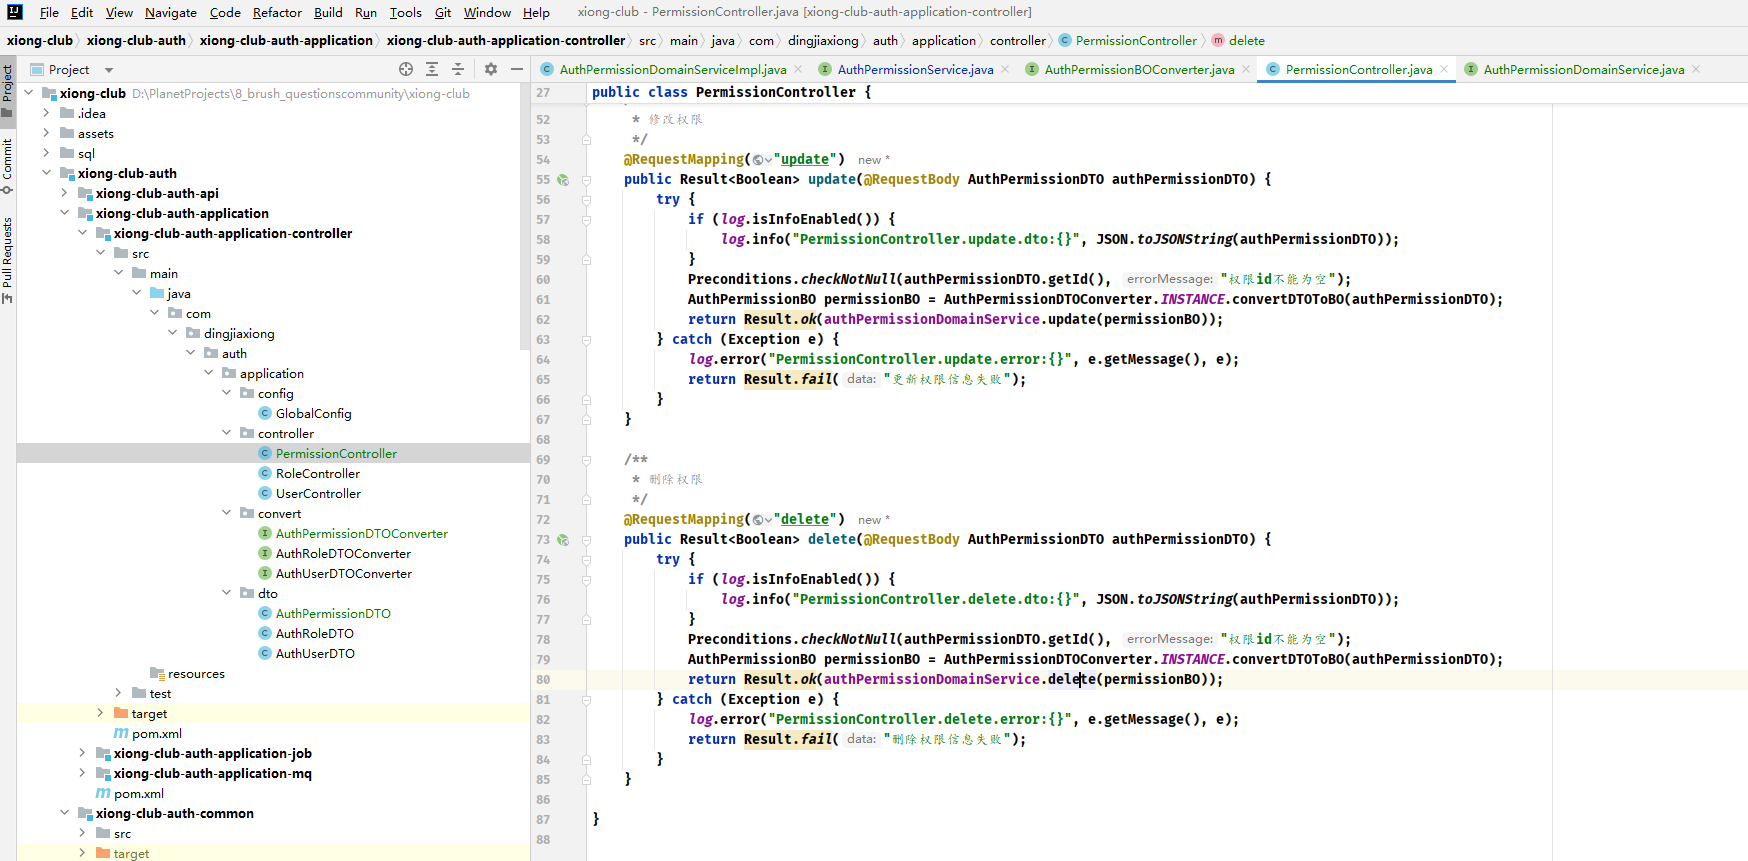 File Edit View Navigate Code Refactor Build Run Tools Git Window Help xiong-club - PermissionController.java [xiong-club-auth-application-controller]
xiong-club xiong-club-auth xiong-club-auth-application xiong-club-auth-application-controller src main java com dingjiaxiong auth application controller PermissionController delete
Project
Commit
Pull Requests
Project
xiong-club D:\PlanetProjects\8_brush_questionscommunity\xiong-club
.idea
assets
sql
xiong-club-auth
xiong-club-auth-api
xiong-club-auth-application
xiong-club-auth-application-controller
src
main
java
com
dingjiaxiong
auth
application
config
GlobalConfig
controller
PermissionController
RoleController
UserController
convert
AuthPermissionDTOConverter
AuthRoleDTOConverter
AuthUserDTOConverter
dto
AuthPermissionDTO
AuthRoleDTO
AuthUserDTO
resources
test
target
pom.xml
xiong-club-auth-application-job
xiong-club-auth-application-mq
pom.xml
xiong-club-auth-common
src
target
AuthPermissionDomainServiceImpl.java AuthPermissionService.java AuthPermissionBOConverter.java PermissionController.java AuthPermissionDomainService.java
27 public class PermissionController {
52 * 修改权限
53 */
54 @RequestMapping("update") new *
55 public Result<Boolean> update(@RequestBody AuthPermissionDTO authPermissionDTO) {
56 try {
57 if (log.isInfoEnabled()) {
58 log.info("PermissionController.update.dto:{}", JSON.toJSONString(authPermissionDTO));
59 }
60 Preconditions.checkNotNull(authPermissionDTO.getId(), errorMessage: "权限id不能为空");
61 AuthPermissionBO permissionBO = AuthPermissionDTOConverter.INSTANCE.convertDTOToBO(authPermissionDTO);
62 return Result.ok(authPermissionDomainService.update(permissionBO));
63 } catch (Exception e) {
64 log.error("PermissionController.update.error:{}", e.getMessage(), e);
65 return Result.fail( data: "更新权限信息失败");
66 }
67 }
68
69 /**
70 * 删除权限
71 */
72 @RequestMapping("delete") new *
73 public Result<Boolean> delete(@RequestBody AuthPermissionDTO authPermissionDTO) {
74 try {
75 if (log.isInfoEnabled()) {
76 log.info("PermissionController.delete.dto:{}", JSON.toJSONString(authPermissionDTO));
77 }
78 Preconditions.checkNotNull(authPermissionDTO.getId(), errorMessage: "权限id不能为空");
79 AuthPermissionBO permissionBO = AuthPermissionDTOConverter.INSTANCE.convertDTOToBO(authPermissionDTO);
80 return Result.ok(authPermissionDomainService.delete(permissionBO));
81 } catch (Exception e) {
82 log.error("PermissionController.delete.error:{}", e.getMessage(), e);
83 return Result.fail( data: "删除权限信息失败");
84 }
85 }
86
87 }
88